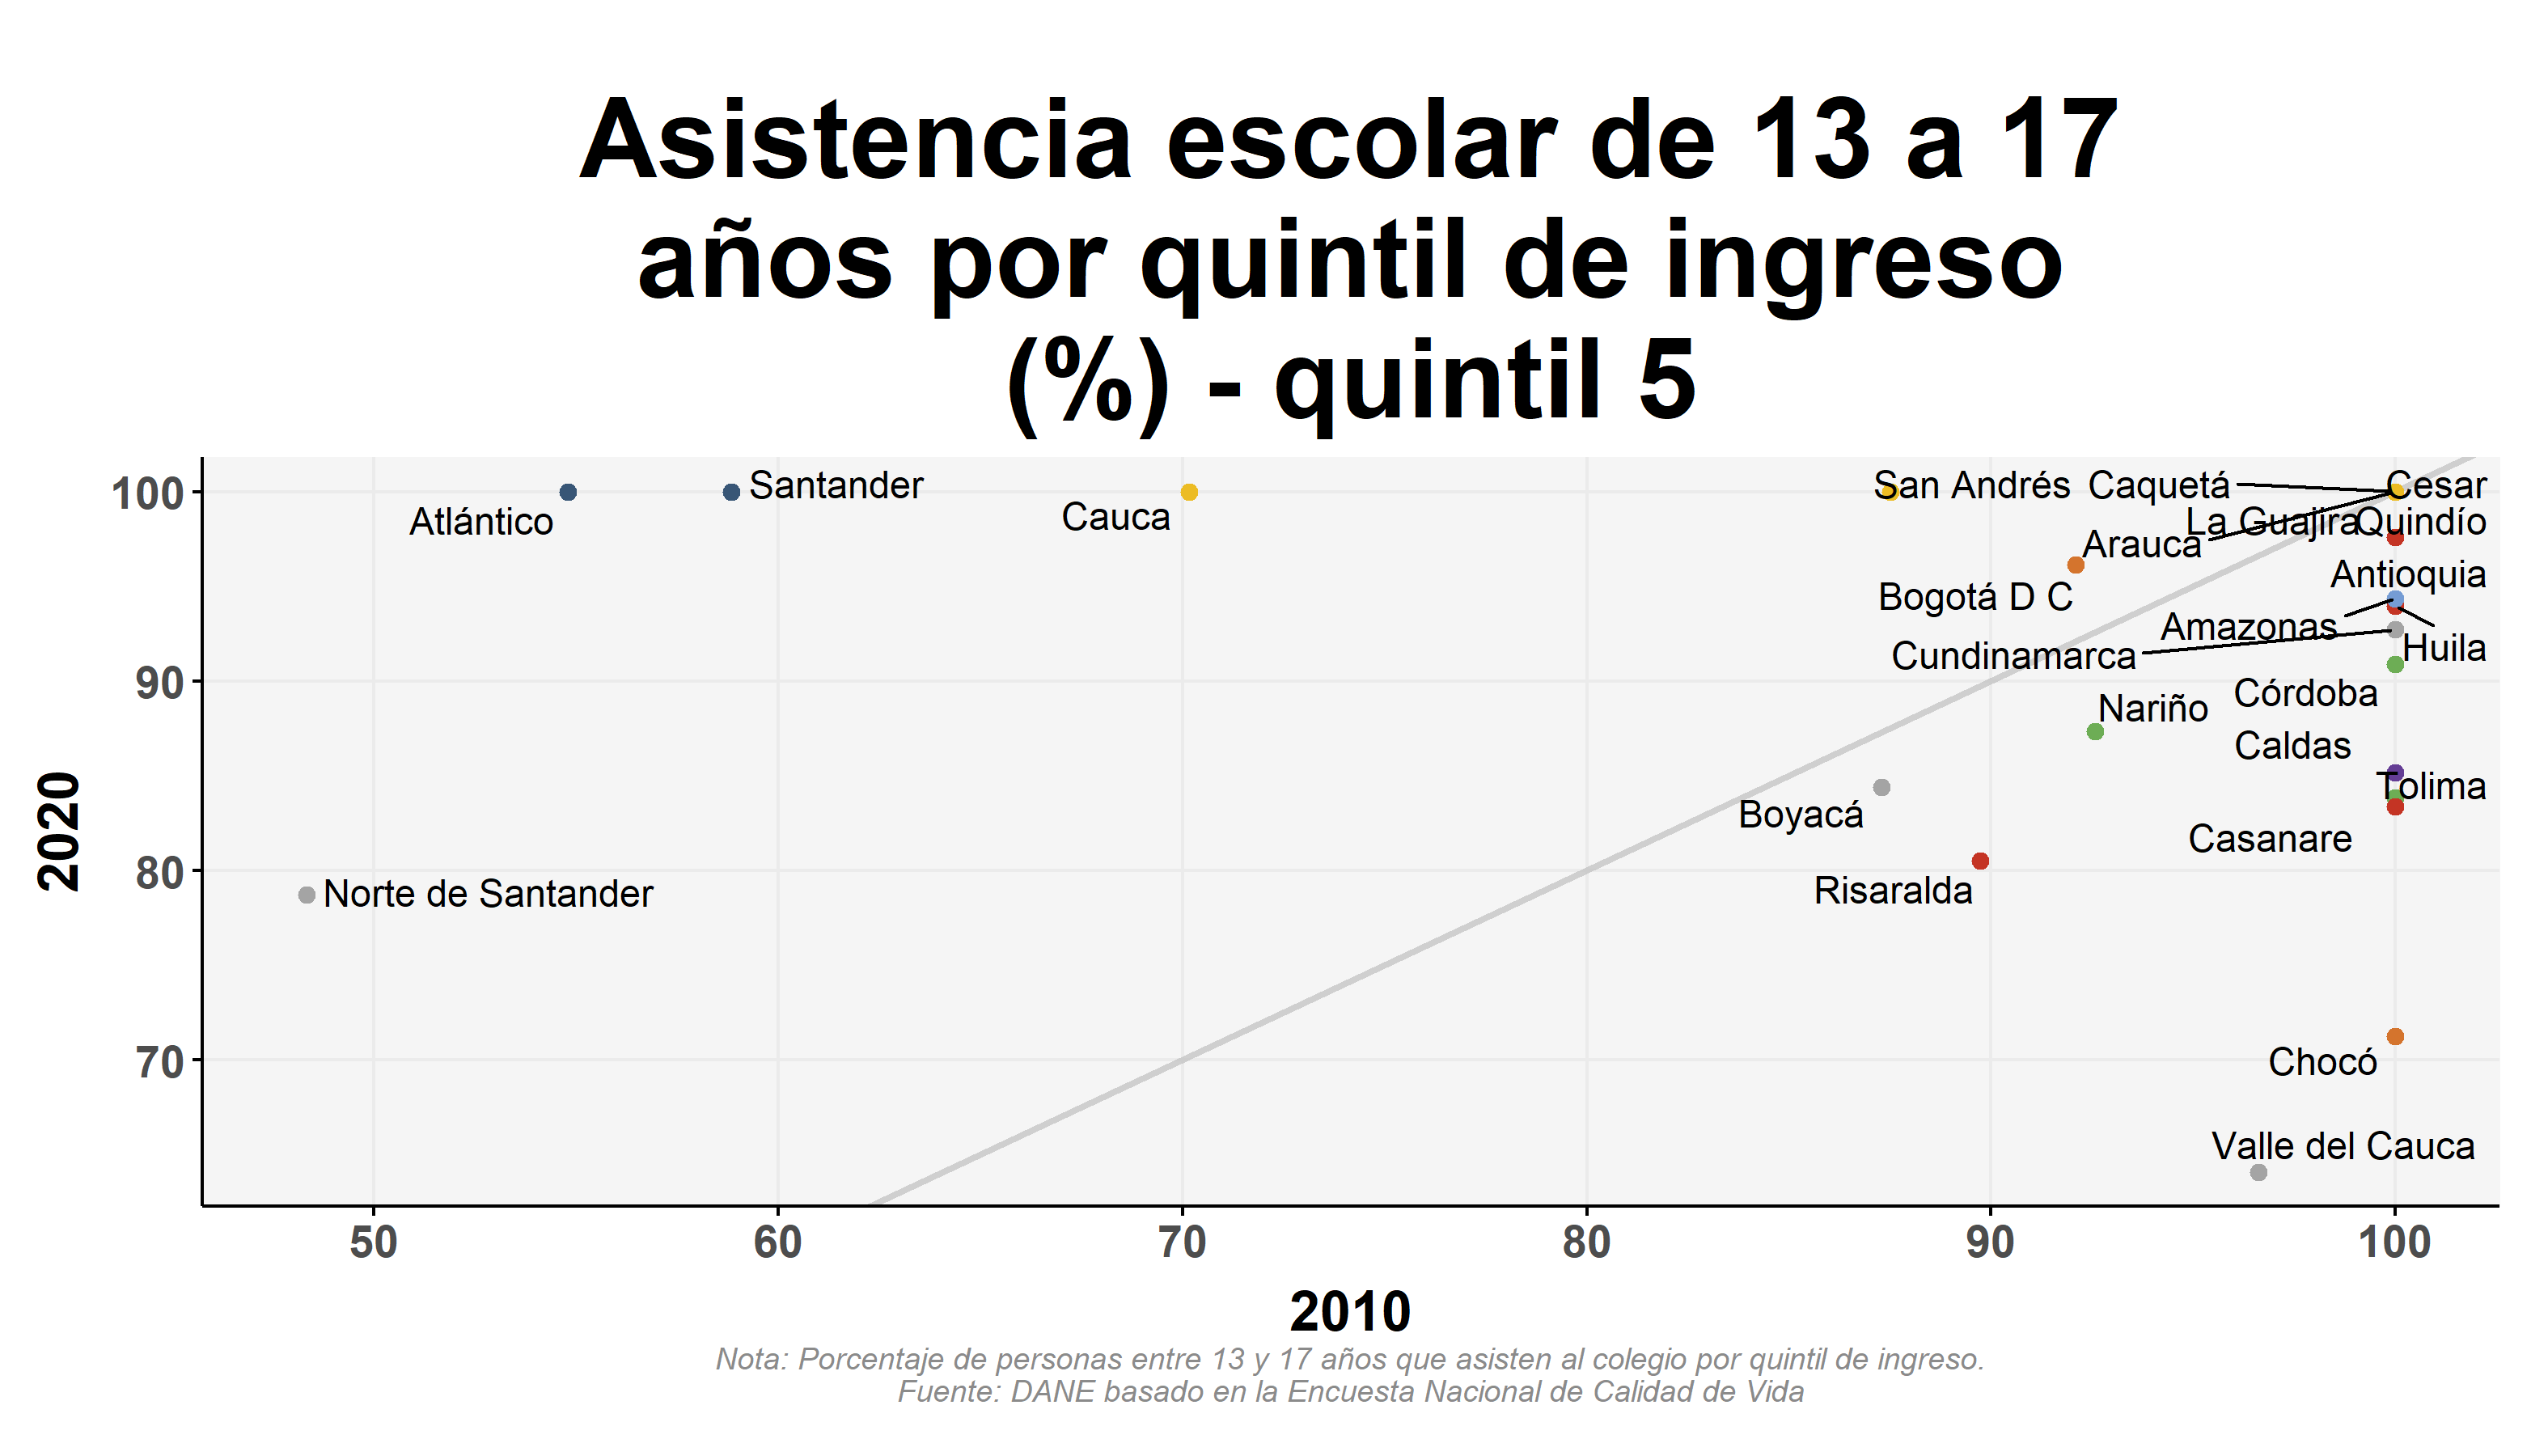 Asistencia escolar de 13 a 17
años por quintil de ingreso
(%) - quintil 5
100
90
80
70
2020
Atlántico
Santander
Cauca
San Andrés
Caquetá
Cesar
La Guajira
Quindío
Arauca
Antioquia
Bogotá D C
Amazonas
Huila
Cundinamarca
Córdoba
Nariño
Caldas
Tolima
Boyacá
Casanare
Risaralda
Norte de Santander
Chocó
Valle del Cauca
50
60
70
80
90
100
2010
Nota: Porcentaje de personas entre 13 y 17 años que asisten al colegio por quintil de ingreso.
Fuente: DANE basado en la Encuesta Nacional de Calidad de Vida